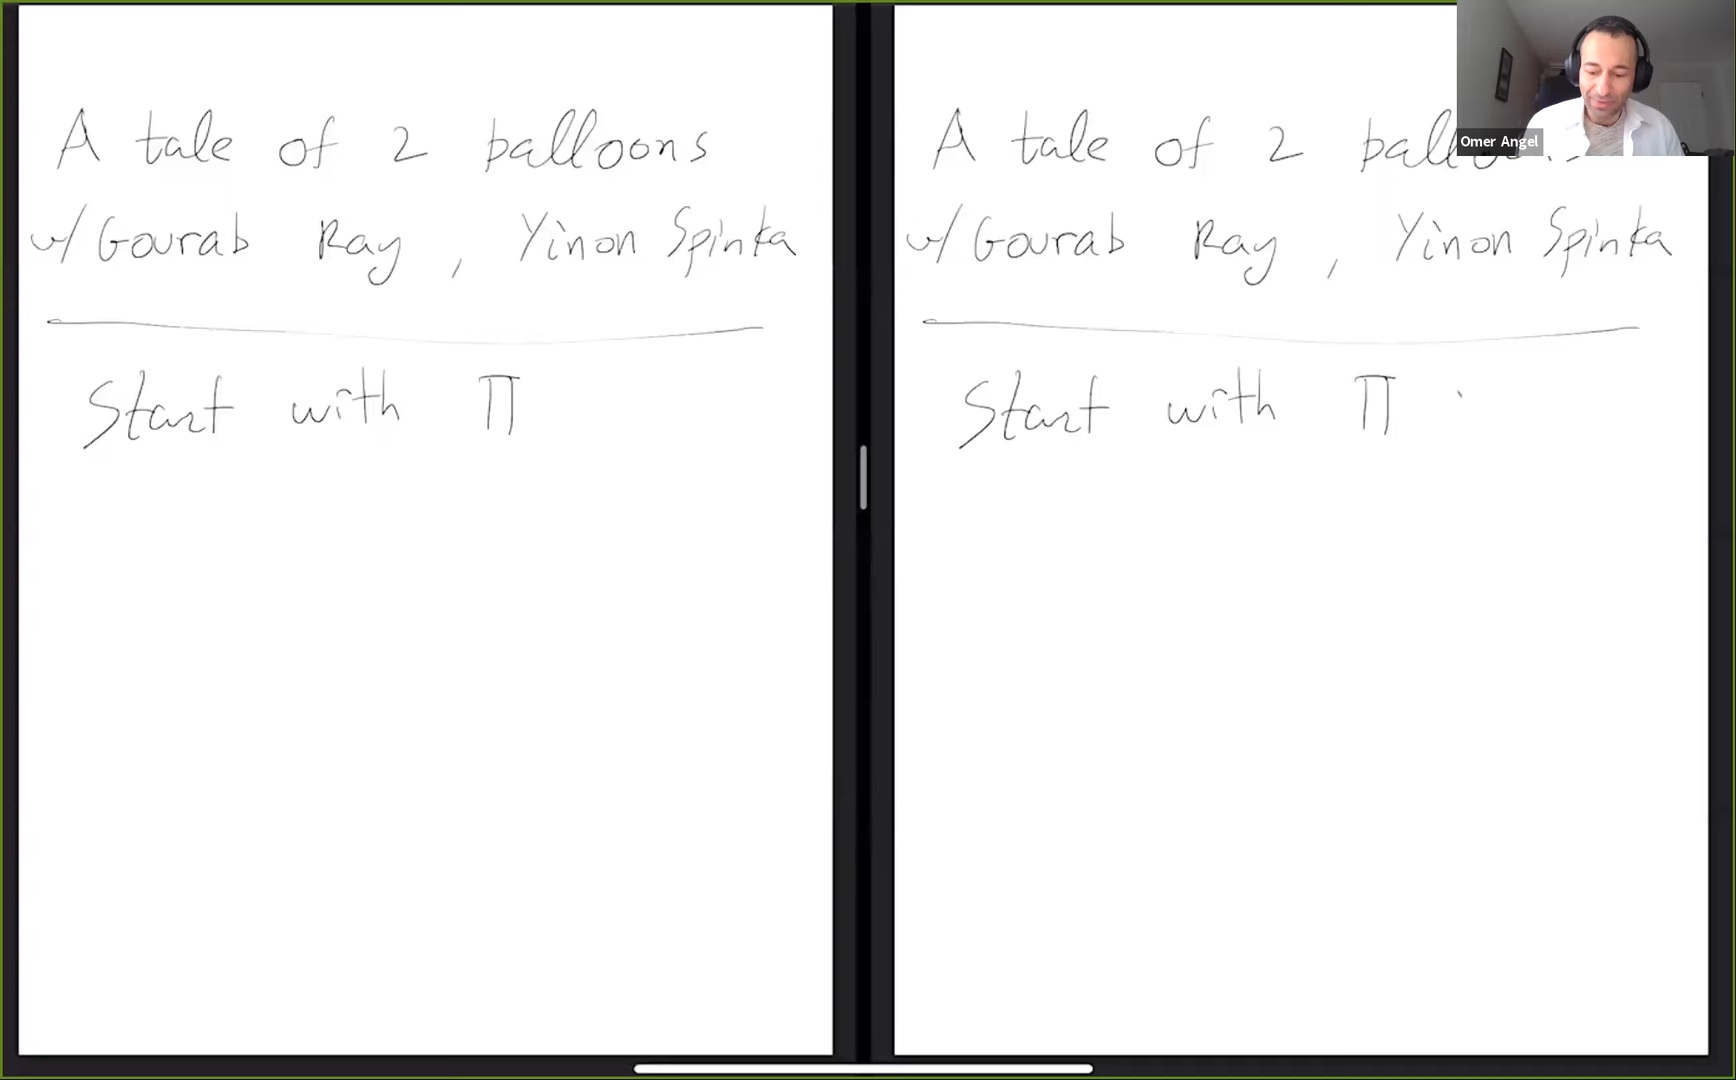 A tale of 2 balloons
w/ Gourab Ray, Yinon Spinka
Start with Π
A tale of 2
w/ Gourab Ray, Yinon Spinka
Start with Π
Omer Angel